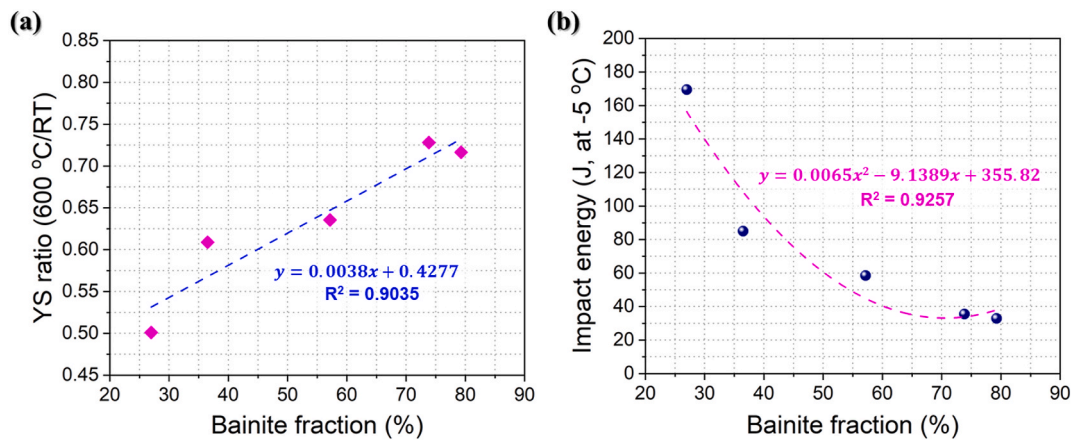 (a)
0.85
0.80
0.75
0.70
0.65
0.60
0.55
0.50
0.45
YS ratio (600 ºC/RT)
y = 0.0038x + 0.4277
R² = 0.9035
20 30 40 50 60 70 80 90
Bainite fraction (%)
(b)
200
180
160
140
120
100
80
60
40
20
0
Impact energy (J, at -5 ºC)
y = 0.0065x² − 9.1389x + 355.82
R² = 0.9257
20 30 40 50 60 70 80 90
Bainite fraction (%)